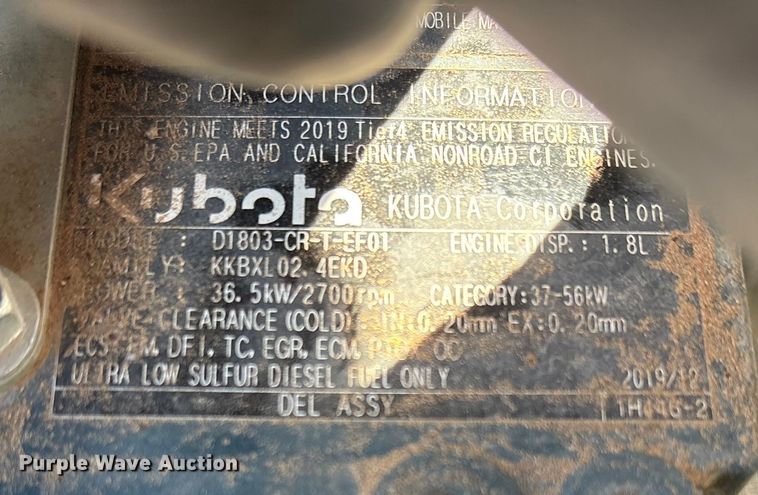 MOBILE
EMISSION CONTROL INFORMATION
THIS ENGINE MEETS 2019 Tier4 EMISSION REGULATION
FOR U.S. EPA AND CALIFORNIA NONROAD CI ENGINES.
Kubota KUBOTA Corporation
MODEL : D1803-CR-T-EF01 ENGINE DISP.: 1.8L
FAMILY: KKBXL02.4EKD
POWER : 36.5kW/2700rpm CATEGORY:37-56kW
VALVE CLEARANCE (COLD): IN:0.20mm EX:0.20mm
ECS: EM, DFI, TC, EGR, ECM,
ULTRA LOW SULFUR DIESEL FUEL ONLY 2019/12
DEL ASSY
Purple Wave Auction